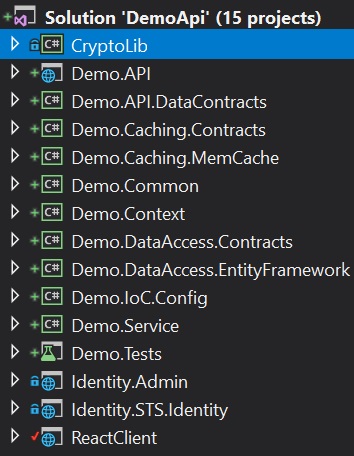 Solution 'DemoApi' (15 projects)
C# CryptoLib
Demo.API
C# Demo.API.DataContracts
C# Demo.Caching.Contracts
C# Demo.Caching.MemCache
C# Demo.Common
C# Demo.Context
C# Demo.DataAccess.Contracts
C# Demo.DataAccess.EntityFramework
C# Demo.IoC.Config
C# Demo.Service
Demo.Tests
Identity.Admin
Identity.STS.Identity
ReactClient